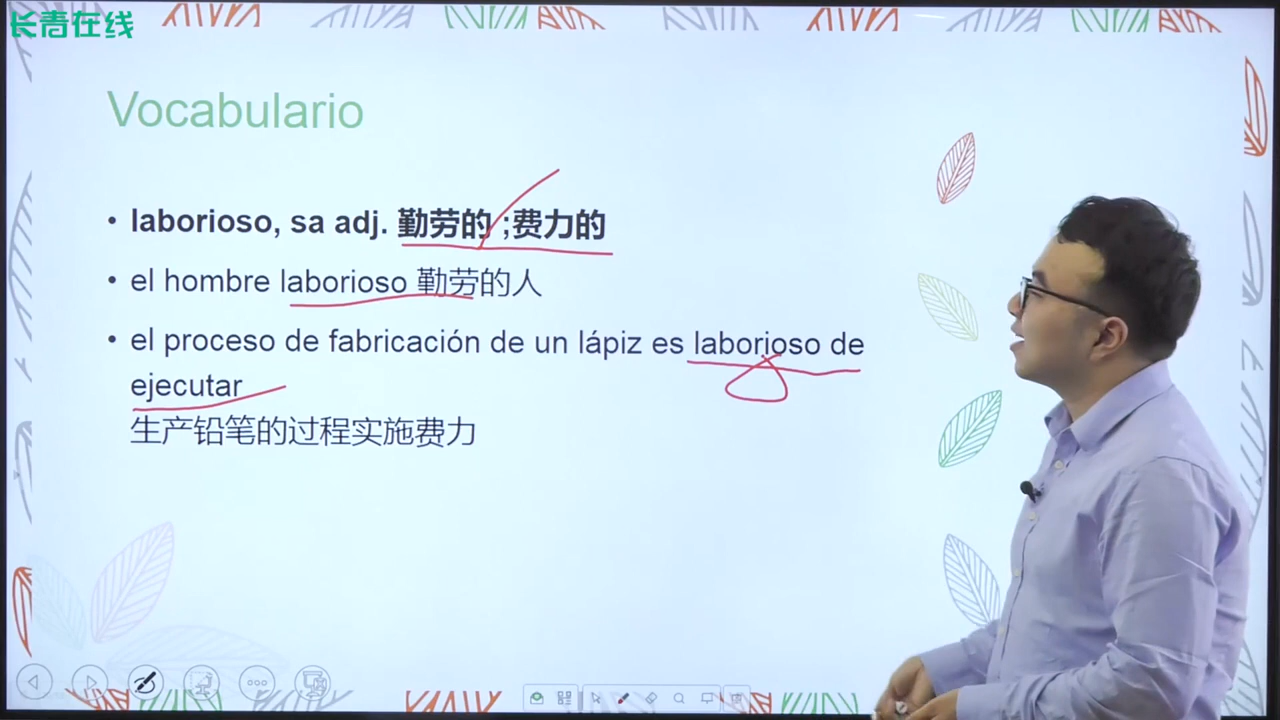 长青在线
Vocabulario
• laborioso, sa adj. 勤劳的 ;费力的
• el hombre laborioso 勤劳的人
• el proceso de fabricación de un lápiz es laborioso de
ejecutar
生产铅笔的过程实施费力